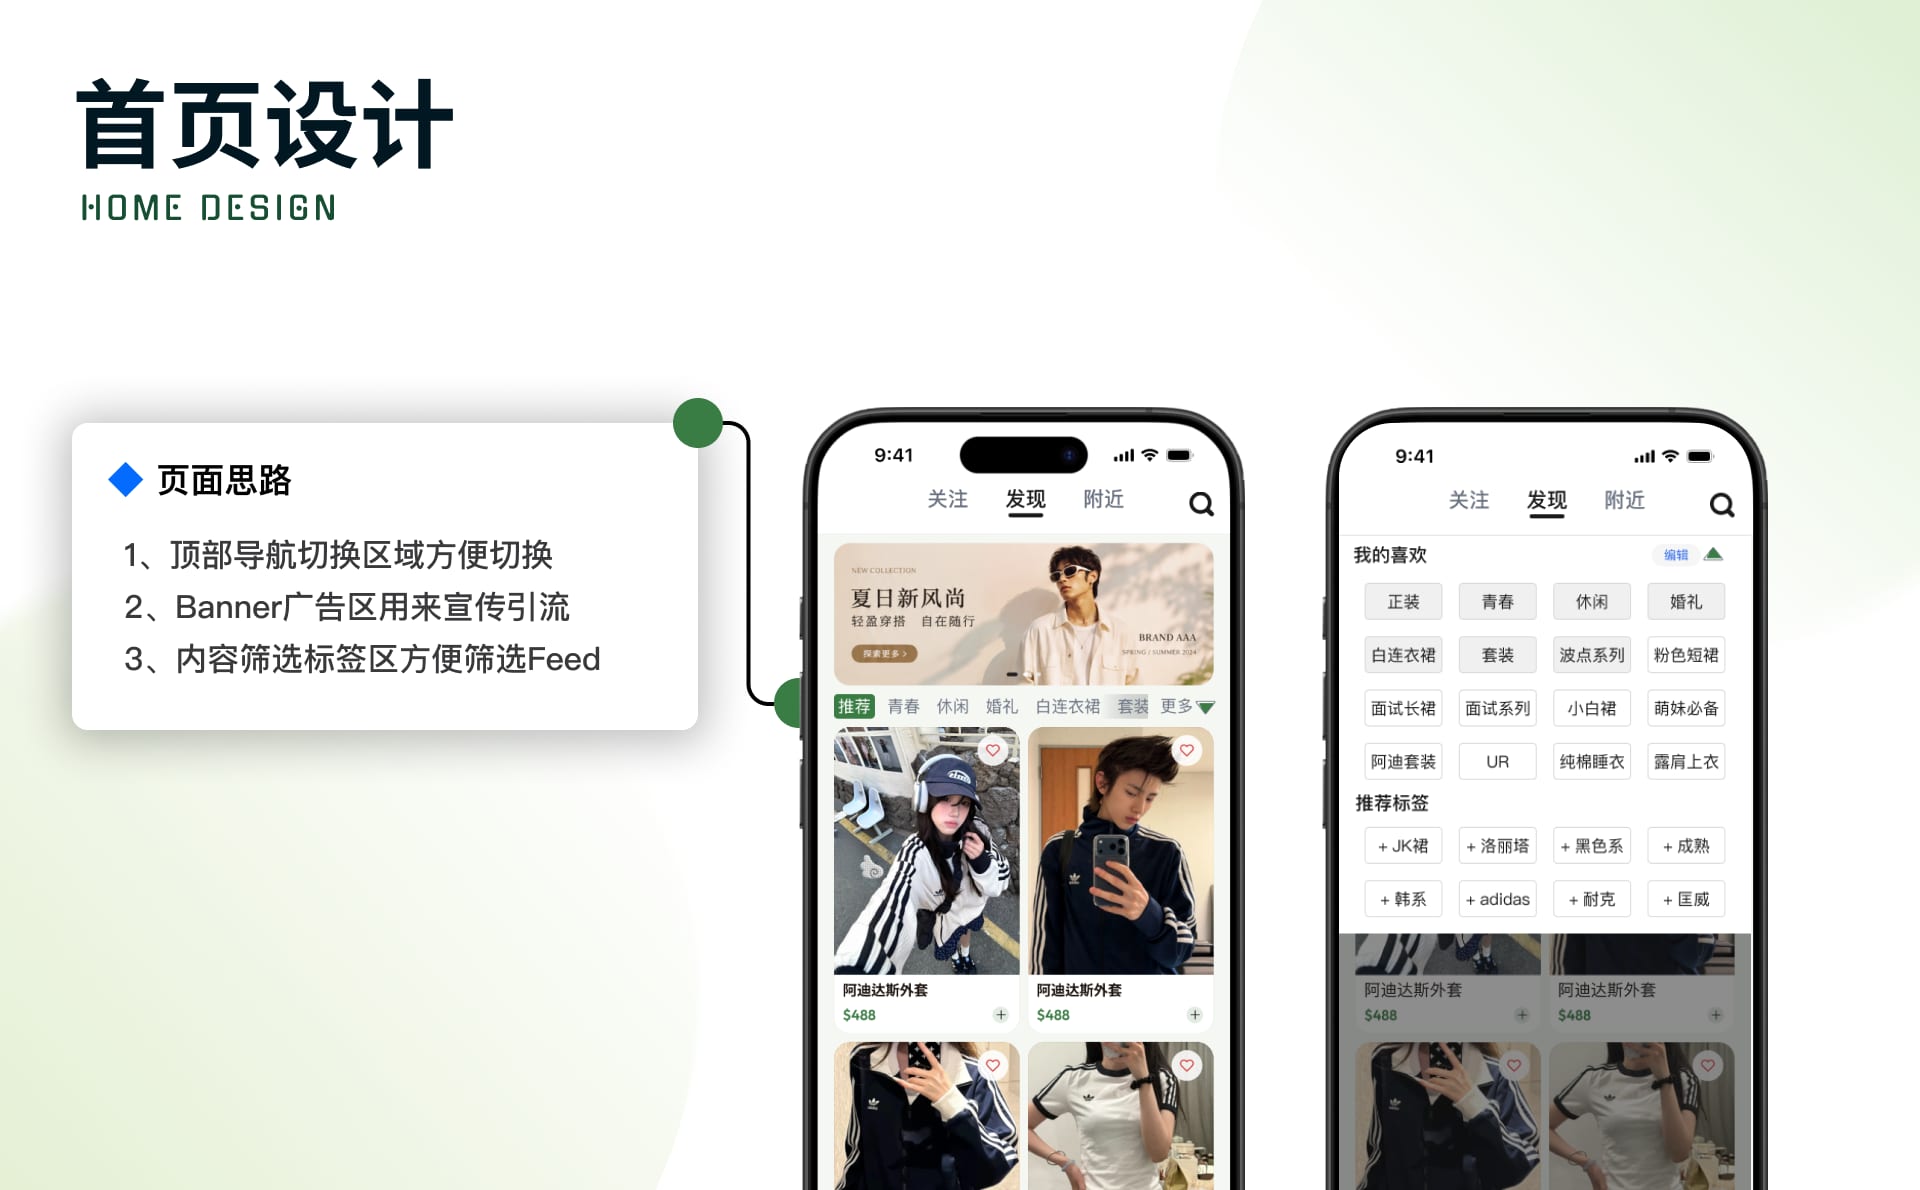 首页设计
HOME DESIGN
页面思路
1、顶部导航切换区域方便切换
2、Banner广告区用来宣传引流
3、内容筛选标签区方便筛选Feed
9:41
关注 发现 附近
NEW COLLECTION
夏日新风尚
轻盈穿搭 自在随行
探索更多 >
BRAND AAA
SPRING / SUMMER 2024
推荐 青春 休闲 婚礼 白连衣裙 套装 更多
阿迪达斯外套
$488
+
阿迪达斯外套
$488
+
9:41
关注 发现 附近
我的喜欢 编辑
正装 青春 休闲 婚礼
白连衣裙 套装 波点系列 粉色短裙
面试长裙 面试系列 小白裙 萌妹必备
阿迪套装 UR 纯棉睡衣 露肩上衣
推荐标签
+ JK裙 + 洛丽塔 + 黑色系 + 成熟
+ 韩系 + adidas + 耐克 + 匡威
阿迪达斯外套
$488
+
阿迪达斯外套
$488
+